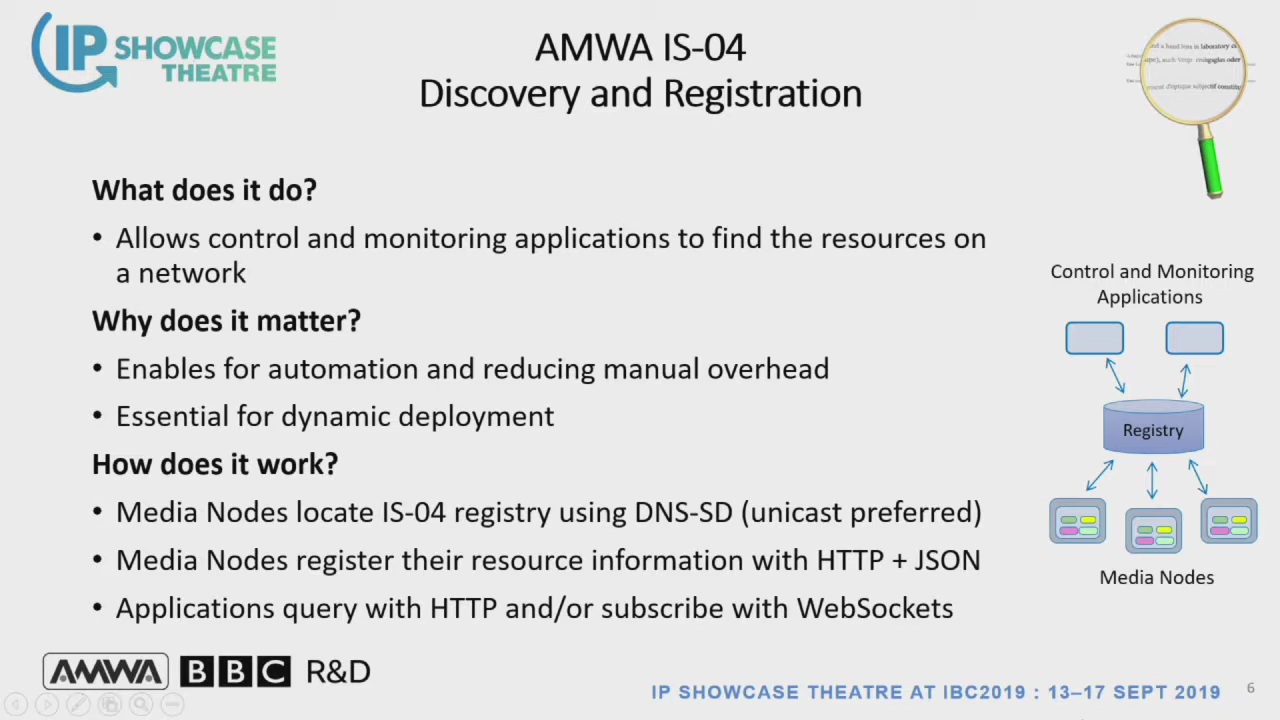 IP SHOWCASE
THEATRE
AMWA IS-04
Discovery and Registration
What does it do?
• Allows control and monitoring applications to find the resources on
a network
Why does it matter?
• Enables for automation and reducing manual overhead
• Essential for dynamic deployment
How does it work?
• Media Nodes locate IS-04 registry using DNS-SD (unicast preferred)
• Media Nodes register their resource information with HTTP + JSON
• Applications query with HTTP and/or subscribe with WebSockets
Control and Monitoring
Applications
Registry
Media Nodes
AMWA BBC R&D
IP SHOWCASE THEATRE AT IBC2019 : 13–17 SEPT 2019
6